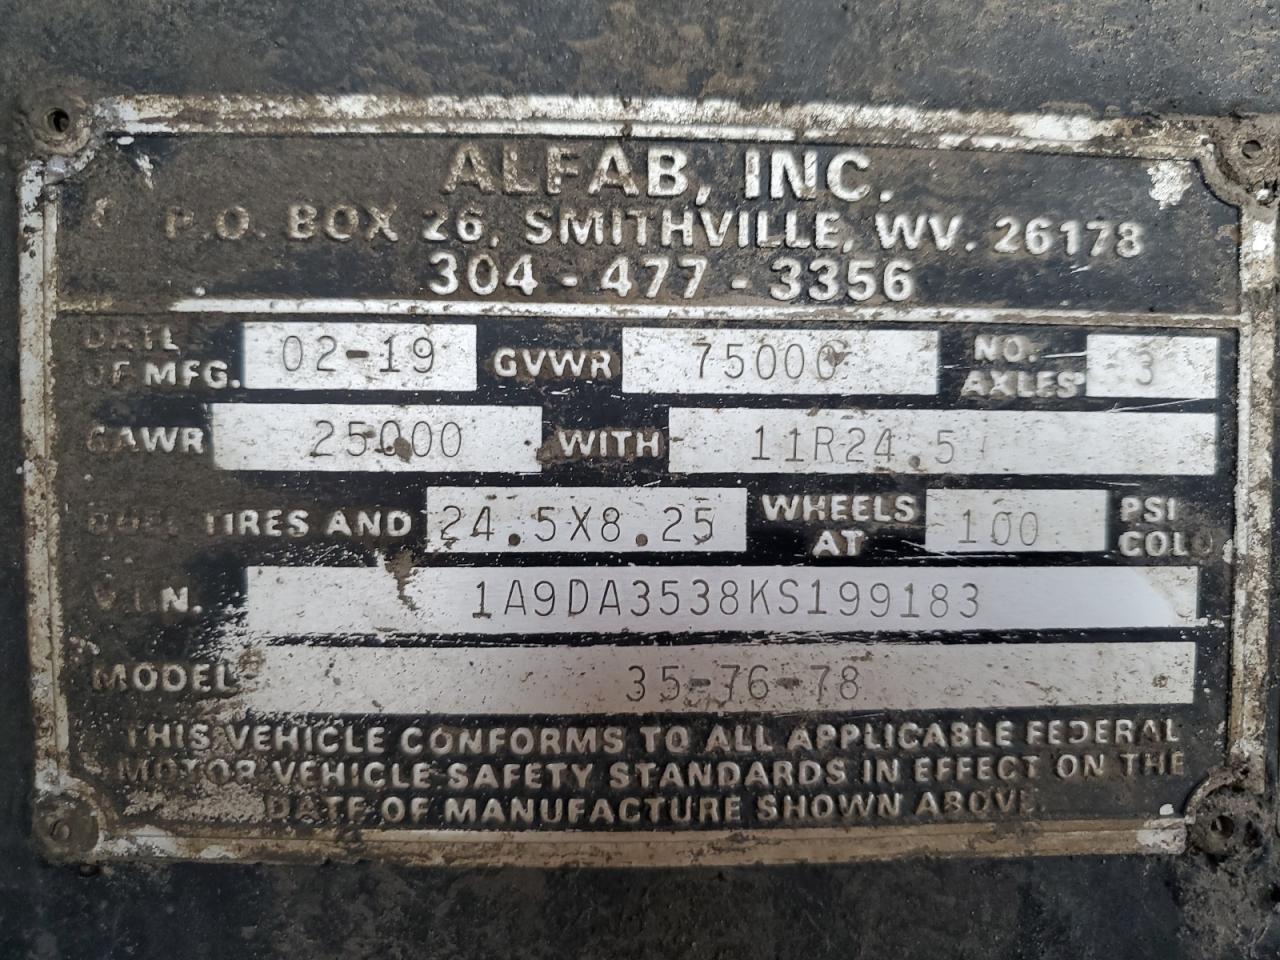 ALFAB, INC.
P.O. BOX 26, SMITHVILLE, WV. 26178
304-477-3356
DATE OF MFG. 02-19 GVWR 75000 NO. AXLES 3
GAWR 25000 WITH 11R24.5
TIRES AND 24.5X8.25 WHEELS AT 100 PSI COLD
V.I.N. 1A9DA3538KS199183
MODEL 35-76-78
THIS VEHICLE CONFORMS TO ALL APPLICABLE FEDERAL
MOTOR VEHICLE SAFETY STANDARDS IN EFFECT ON THE
DATE OF MANUFACTURE SHOWN ABOVE.